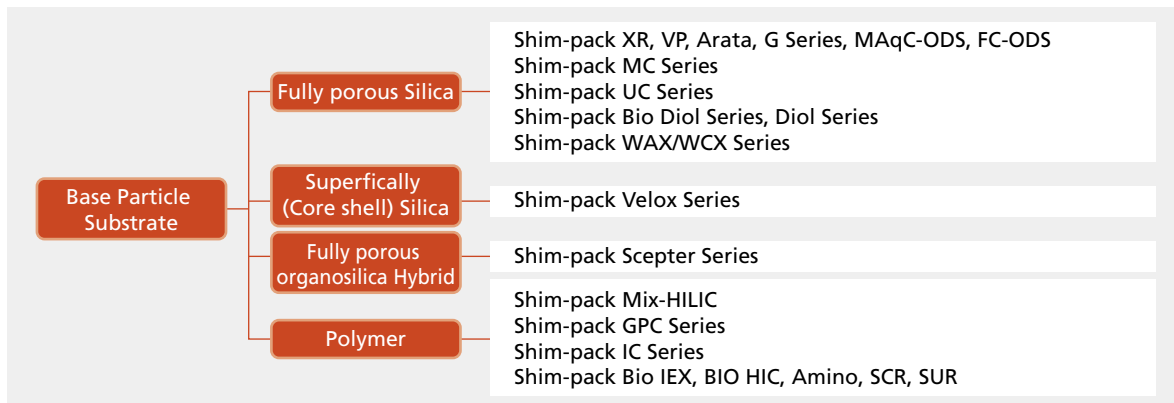 Base Particle
Substrate
Fully porous Silica
Shim-pack XR, VP, Arata, G Series, MAqC-ODS, FC-ODS
Shim-pack MC Series
Shim-pack UC Series
Shim-pack Bio Diol Series, Diol Series
Shim-pack WAX/WCX Series
Superfically
(Core shell) Silica
Shim-pack Velox Series
Fully porous
organosilica Hybrid
Shim-pack Scepter Series
Polymer
Shim-pack Mix-HILIC
Shim-pack GPC Series
Shim-pack IC Series
Shim-pack Bio IEX, BIO HIC, Amino, SCR, SUR